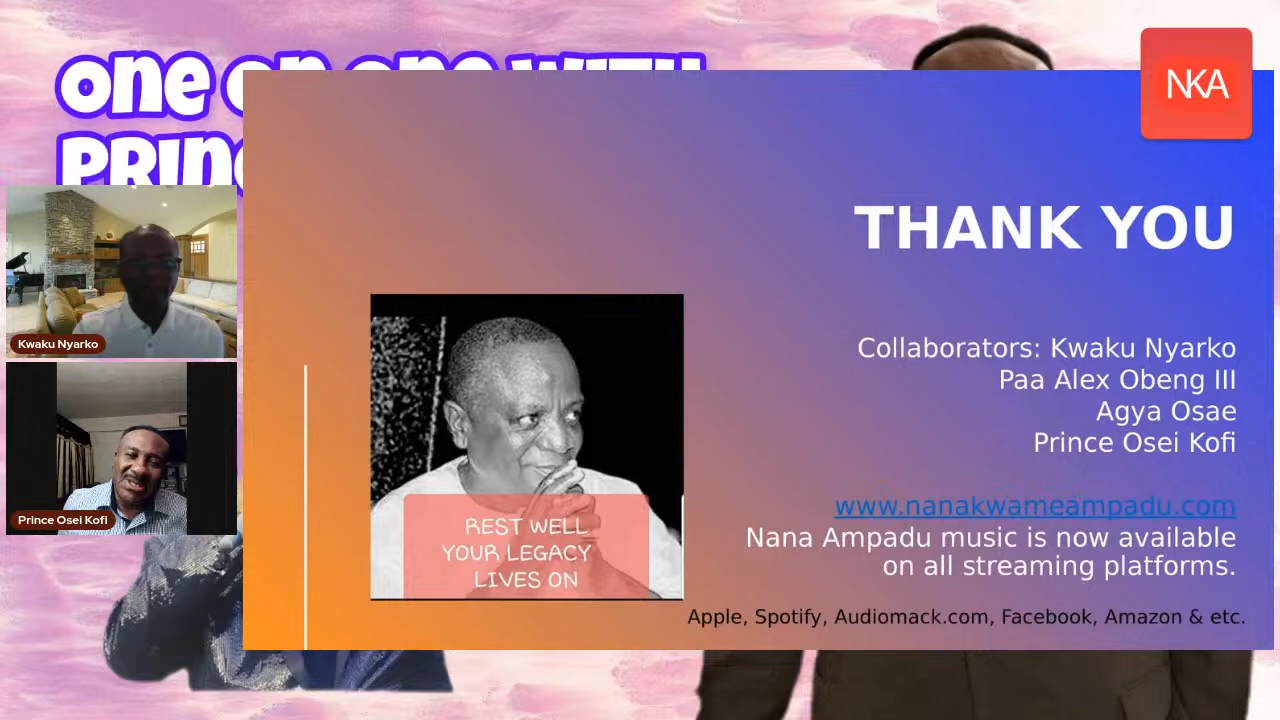 one on one WITH
PRINC
NKA
THANK YOU
Kwaku Nyarko
Prince Osei Kofi
REST WELL
YOUR LEGACY
LIVES ON
Collaborators: Kwaku Nyarko
Paa Alex Obeng III
Agya Osae
Prince Osei Kofi
www.nanakwameampadu.com
Nana Ampadu music is now available
on all streaming platforms.
Apple, Spotify, Audiomack.com, Facebook, Amazon & etc.